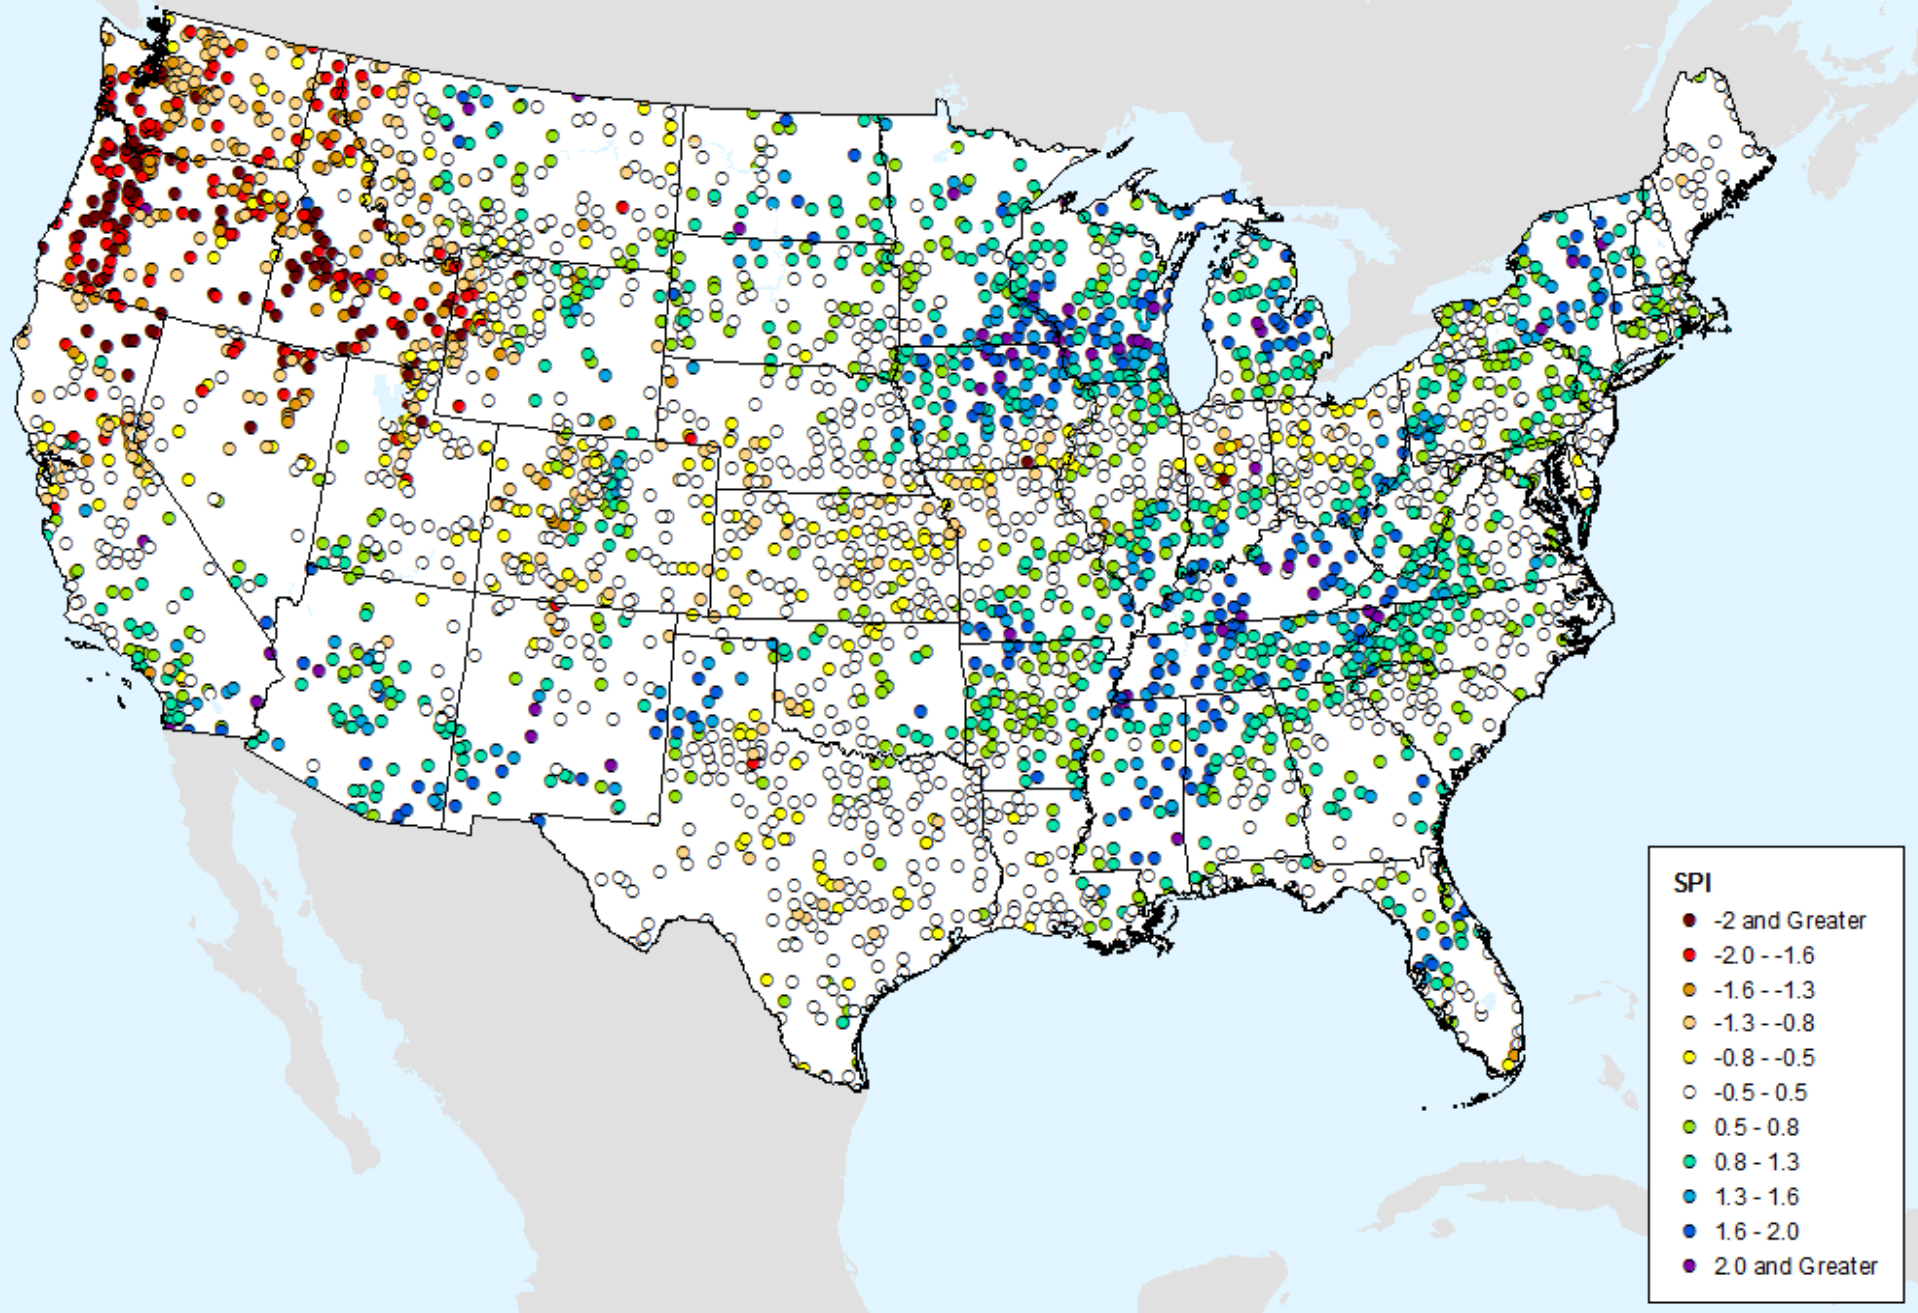 SPI
-2 and Greater
-2.0 - -1.6
-1.6 - -1.3
-1.3 - -0.8
-0.8 - -0.5
-0.5 - 0.5
0.5 - 0.8
0.8 - 1.3
1.3 - 1.6
1.6 - 2.0
2.0 and Greater